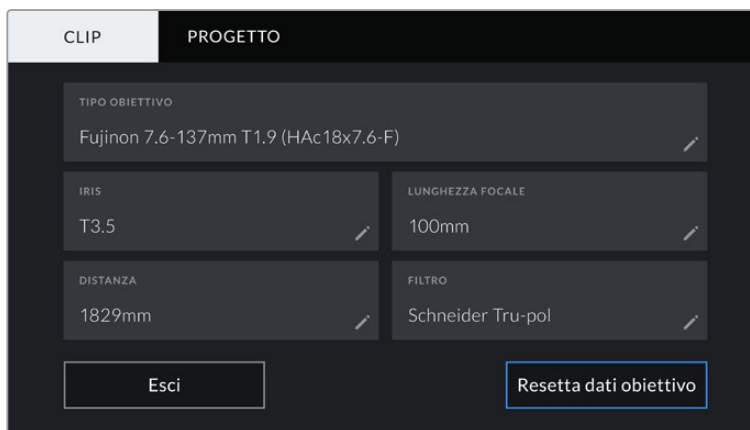 CLIP PROGETTO
TIPO OBIETTIVO
Fujinon 7.6-137mm T1.9 (HAc18x7.6-F)
IRIS LUNGHEZZA FOCALE
T3.5 100mm
DISTANZA FILTRO
1829mm Schneider Tru-pol
Esci Resetta dati obiettivo